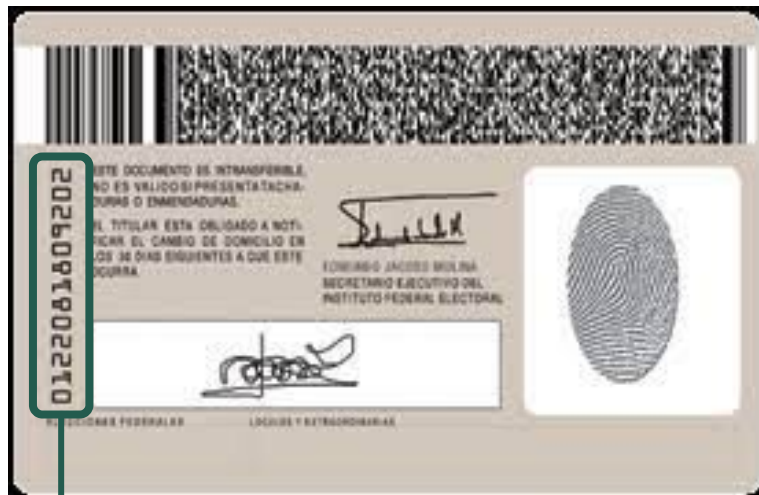 0122081609202
ESTE DOCUMENTO ES INTRANSFERIBLE,
NO ES VALIDO SI PRESENTA TACHA-
DURAS O ENMENDADURAS.
EL TITULAR ESTA OBLIGADO A NOTI-
FICAR EL CAMBIO DE DOMICILIO EN
LOS 30 DIAS SIGUIENTES A QUE ESTE
OCURRA.
EDMUNDO JACOBO MOLINA
SECRETARIO EJECUTIVO DEL
INSTITUTO FEDERAL ELECTORAL
ELECCIONES FEDERALES
LOCALES Y EXTRAORDINARIAS